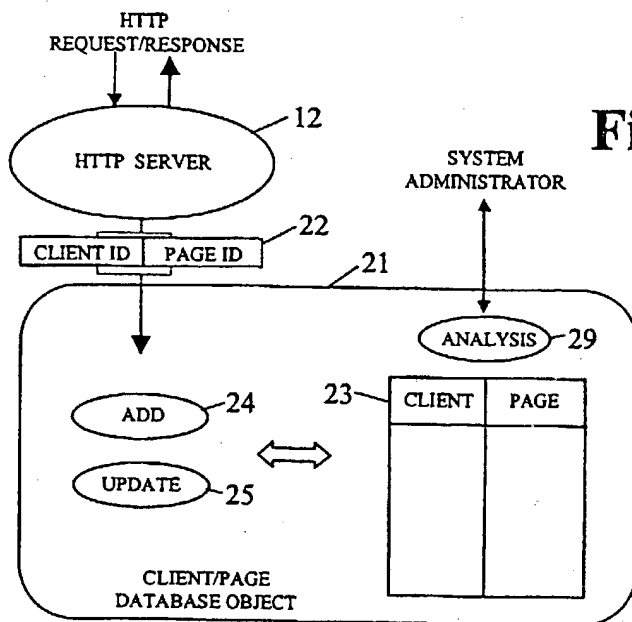 HTTP
REQUEST/RESPONSE
12
Fi
HTTP SERVER
SYSTEM
ADMINISTRATOR
CLIENT ID PAGE ID
22
21
ANALYSIS
29
23
CLIENT PAGE
ADD
24
UPDATE
25
CLIENT/PAGE
DATABASE OBJECT